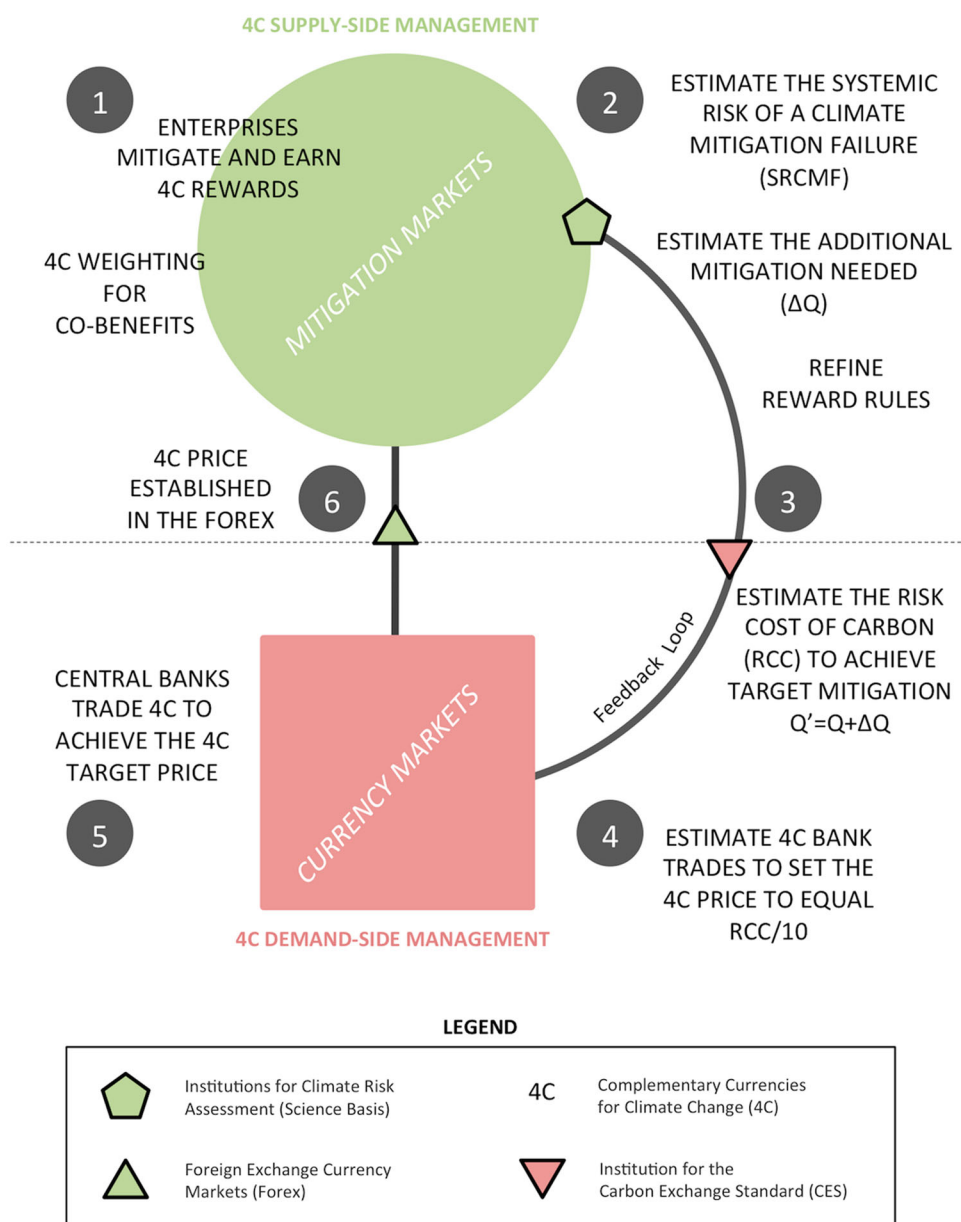 4C SUPPLY-SIDE MANAGEMENT
1
ENTERPRISES
MITIGATE AND EARN
4C REWARDS
4C WEIGHTING
FOR
CO-BENEFITS
MITIGATION MARKETS
2
ESTIMATE THE SYSTEMIC
RISK OF A CLIMATE
MITIGATION FAILURE
(SRCMF)
ESTIMATE THE ADDITIONAL
MITIGATION NEEDED
(ΔQ)
REFINE
REWARD RULES
3
4C PRICE
ESTABLISHED
IN THE FOREX
6
ESTIMATE THE RISK
COST OF CARBON
(RCC) TO ACHIEVE
TARGET MITIGATION
Q’=Q+ΔQ
Feedback Loop
CENTRAL BANKS
TRADE 4C TO
ACHIEVE THE 4C
TARGET PRICE
5
CURRENCY MARKETS
4
ESTIMATE 4C BANK
TRADES TO SET THE
4C PRICE TO EQUAL
RCC/10
4C DEMAND-SIDE MANAGEMENT
LEGEND
Institutions for Climate Risk
Assessment (Science Basis)
4C
Complementary Currencies
for Climate Change (4C)
Foreign Exchange Currency
Markets (Forex)
Institution for the
Carbon Exchange Standard (CES)